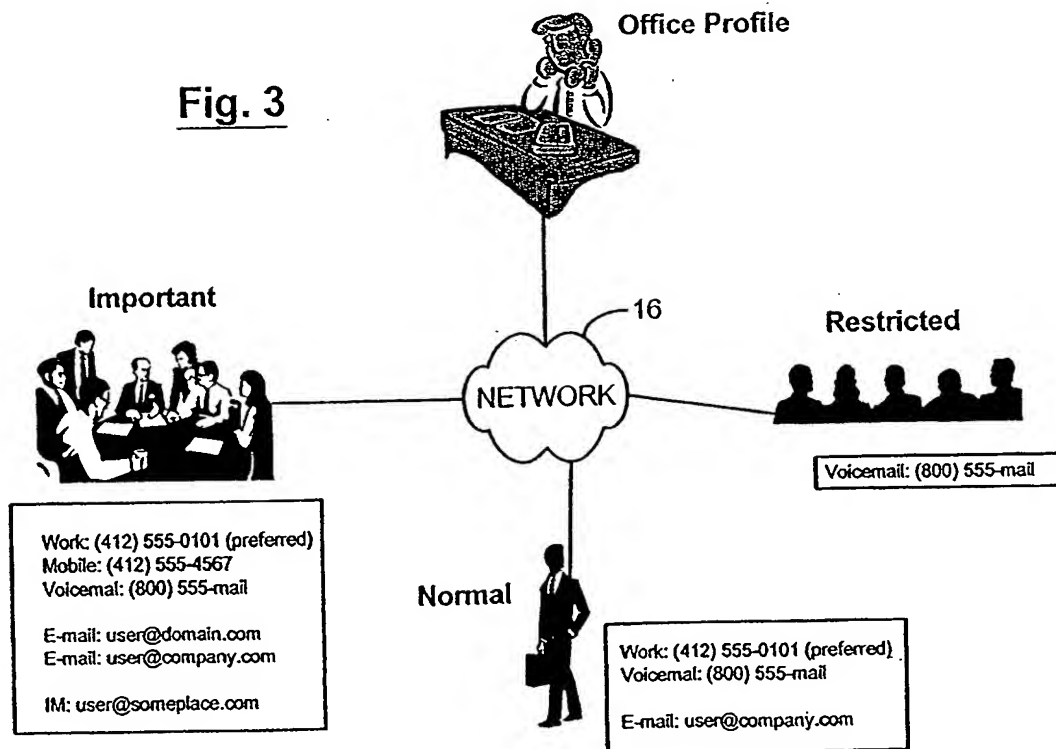 Office Profile
Fig. 3
Important
16
Restricted
NETWORK
Voicemail: (800) 555-mail
Work: (412) 555-0101 (preferred)
Mobile: (412) 555-4567
Voicemal: (800) 555-mail
E-mail: user@domain.com
E-mail: user@company.com
IM: user@someplace.com
Normal
Work: (412) 555-0101 (preferred)
Voicemal: (800) 555-mail
E-mail: user@company.com